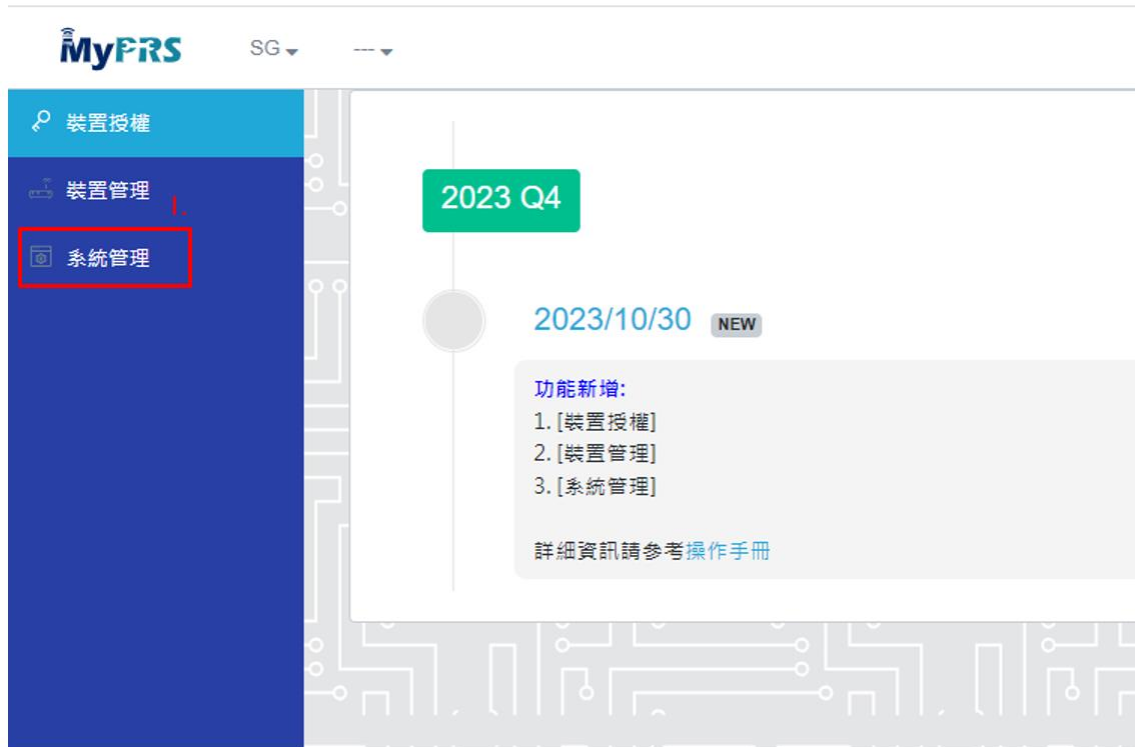 MyPRS
SG
---
裝置授權
裝置管理
1.
系統管理
2023 Q4
2023/10/30 NEW
功能新增:
1. [裝置授權]
2. [裝置管理]
3. [系統管理]
詳細資訊請參考操作手冊